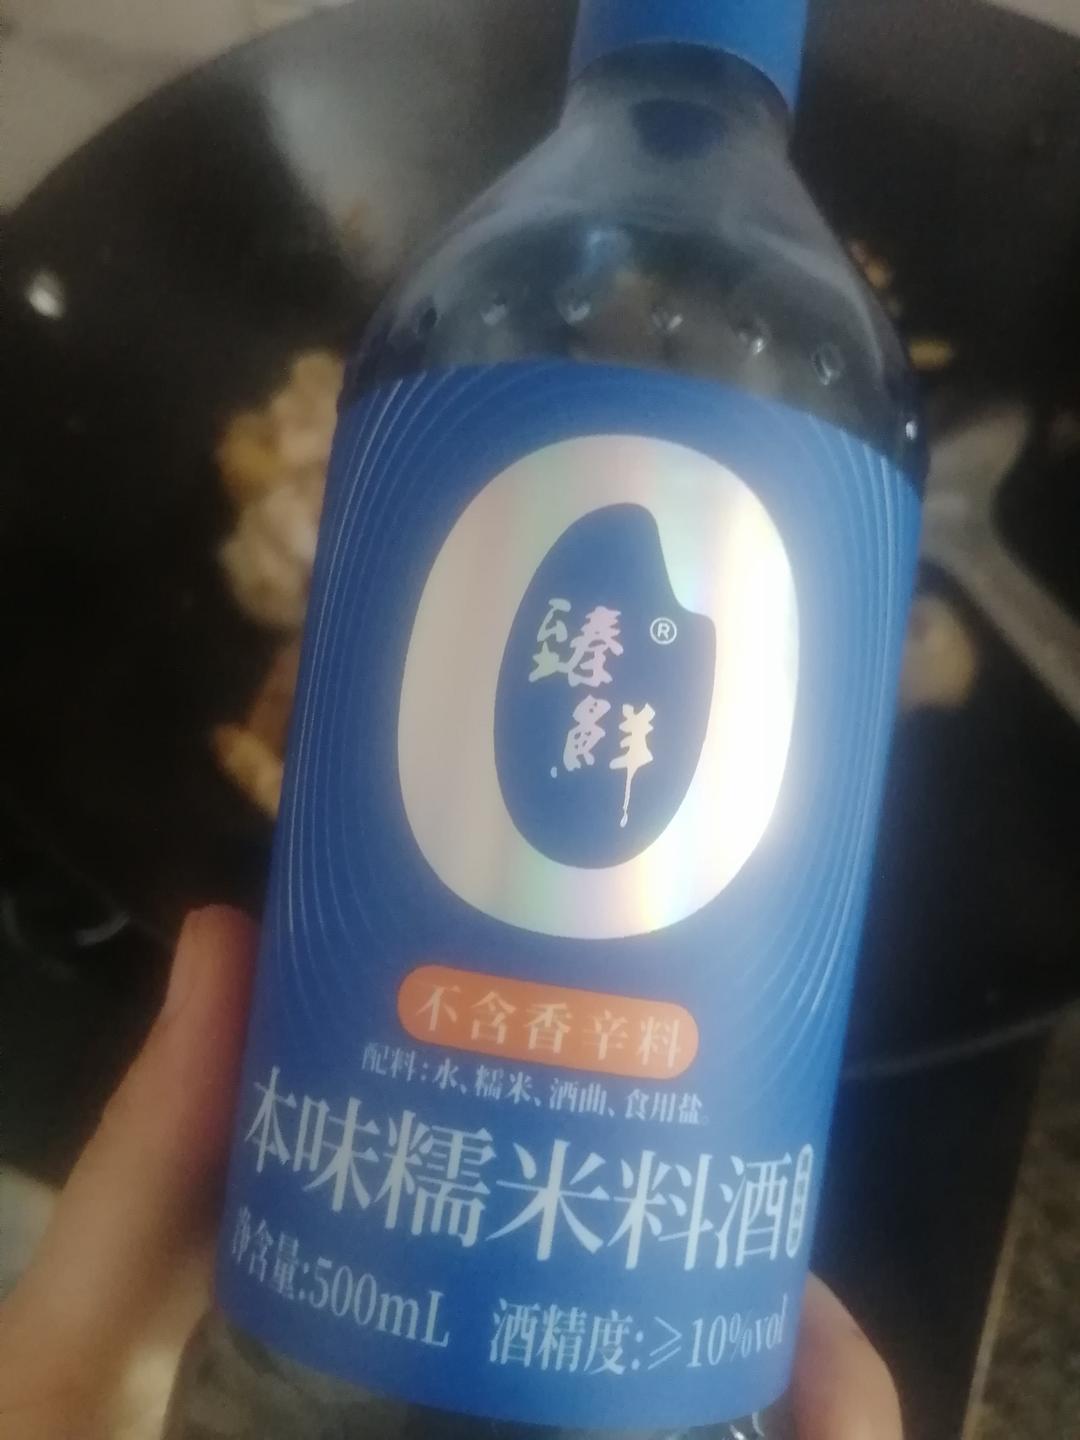 臻
鲜
®
不含香辛料
配料:水、糯米、酒曲、食用盐。
本味糯米料酒
净含量:500mL 酒精度:≥10%vol